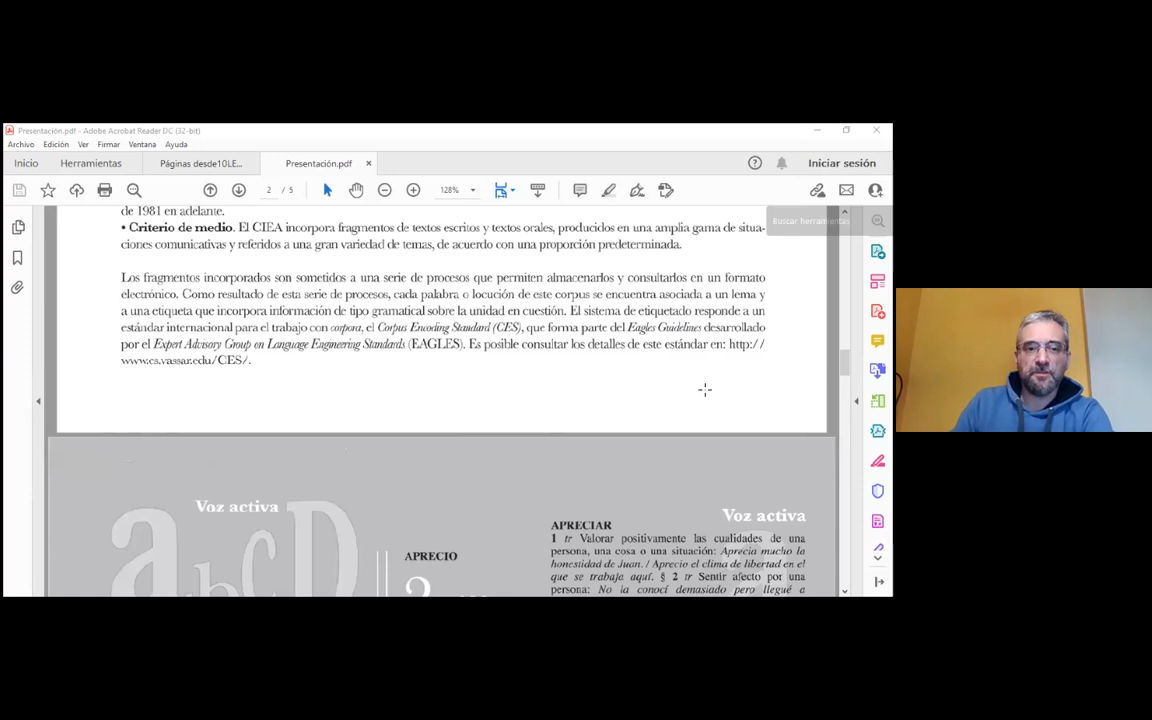 Presentación.pdf - Adobe Acrobat Reader DC (32-bit)
Archivo Edición Ver Firmar Ventana Ayuda
Inicio Herramientas Páginas desde10LE... Presentación.pdf × Iniciar sesión
2 / 5 128%
Buscar herramientas
de 1981 en adelante.
• Criterio de medio. El CIEA incorpora fragmentos de textos escritos y textos orales, producidos en una amplia gama de situa-
ciones comunicativas y referidos a una gran variedad de temas, de acuerdo con una proporción predeterminada.
Los fragmentos incorporados son sometidos a una serie de procesos que permiten almacenarlos y consultarlos en un formato
electrónico. Como resultado de esta serie de procesos, cada palabra o locución de este corpus se encuentra asociada a un lema y
a una etiqueta que incorpora información de tipo gramatical sobre la unidad en cuestión. El sistema de etiquetado responde a un
estándar internacional para el trabajo con corpora, el Corpus Encoding Standard (CES), que forma parte del Eagles Guidelines desarrollado
por el Expert Advisory Group on Language Engineering Standards (EAGLES). Es posible consultar los detalles de este estándar en: http://
www.cs.vassar.edu/CES/.
Voz activa
abcD
APRECIO
Voz activa
APRECIAR
1 tr Valorar positivamente las cualidades de una
persona, una cosa o una situación: Aprecia mucho la
honestidad de Juan. / Aprecio el clima de libertad en el
que se trabaja aquí. § 2 tr Sentir afecto por una
persona: No la conocí demasiado pero llegué a